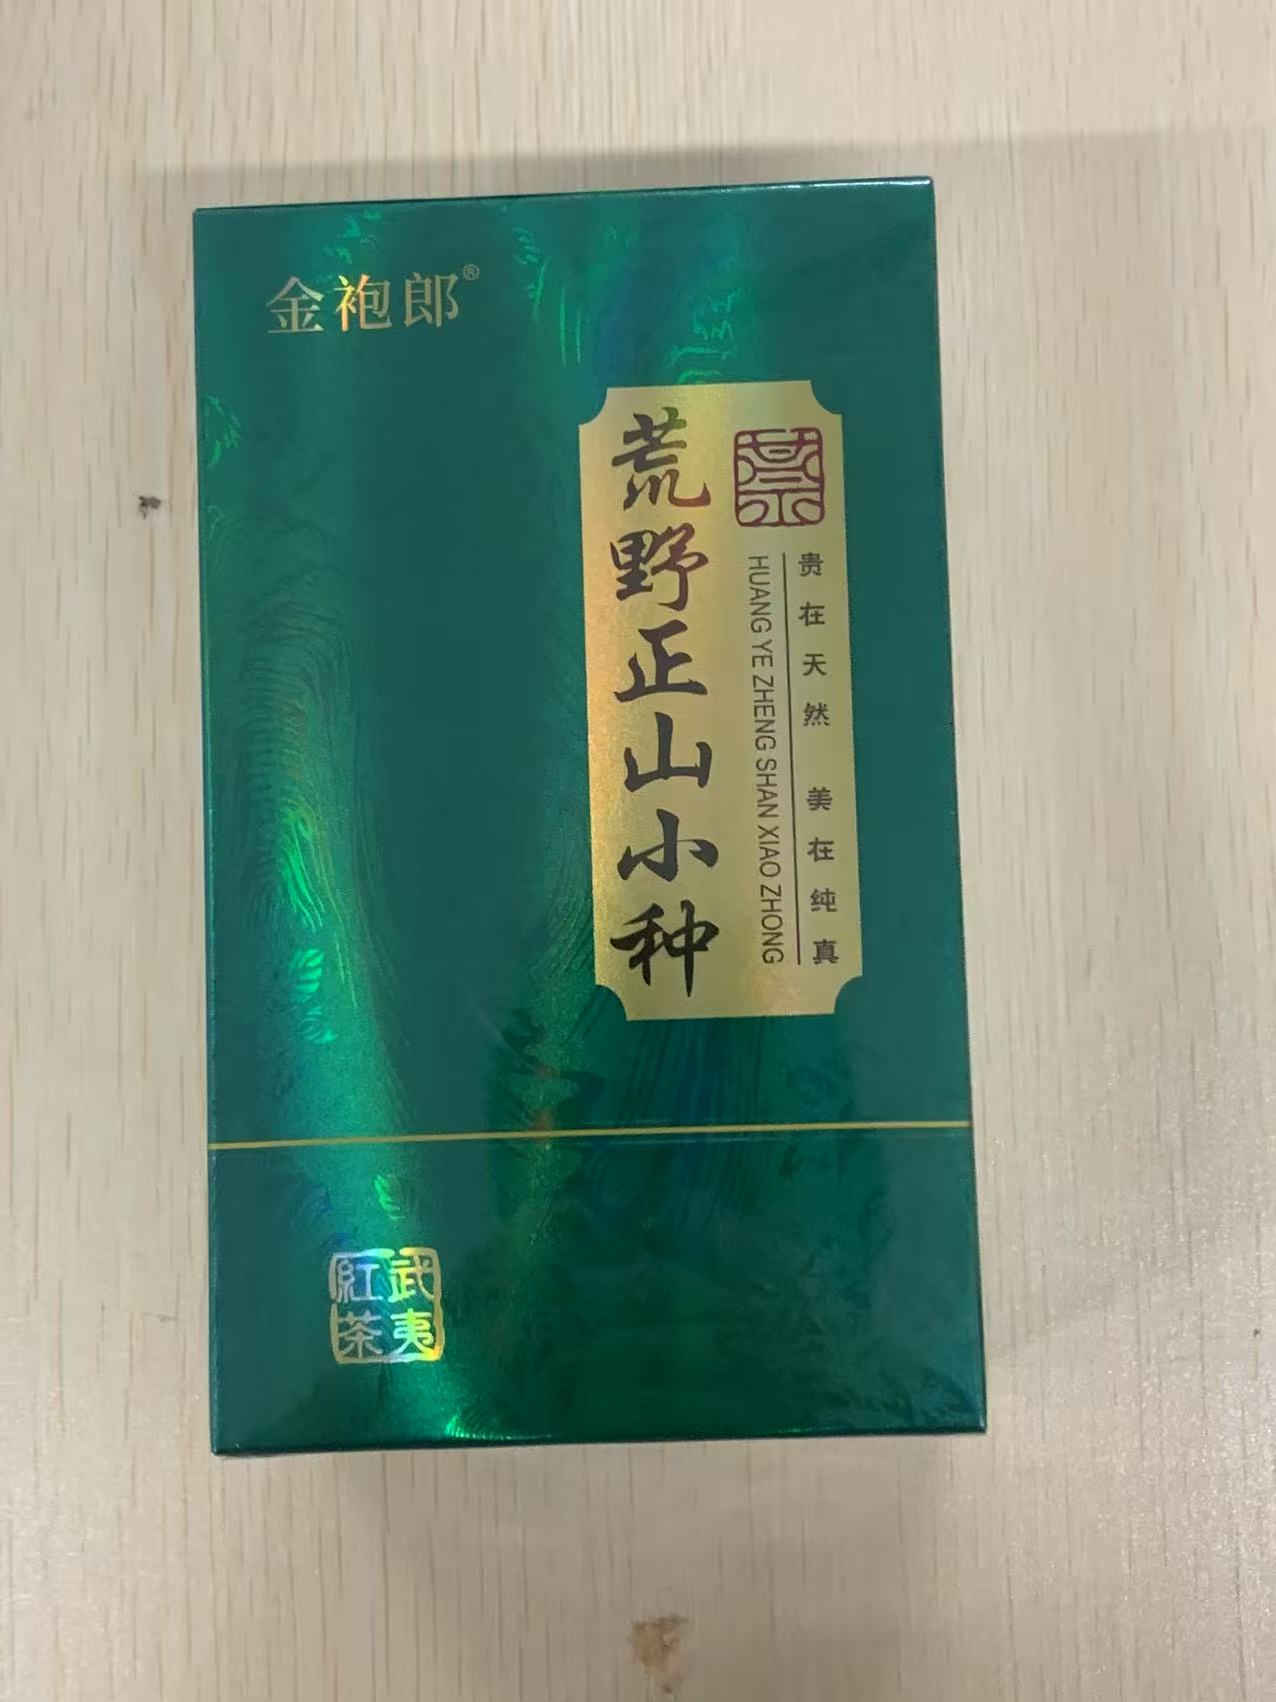 金袍郎®
茶
贵在天然 美在纯真
HUANG YE ZHENG SHAN XIAO ZHONG
荒野正山小种
武夷
紅茶